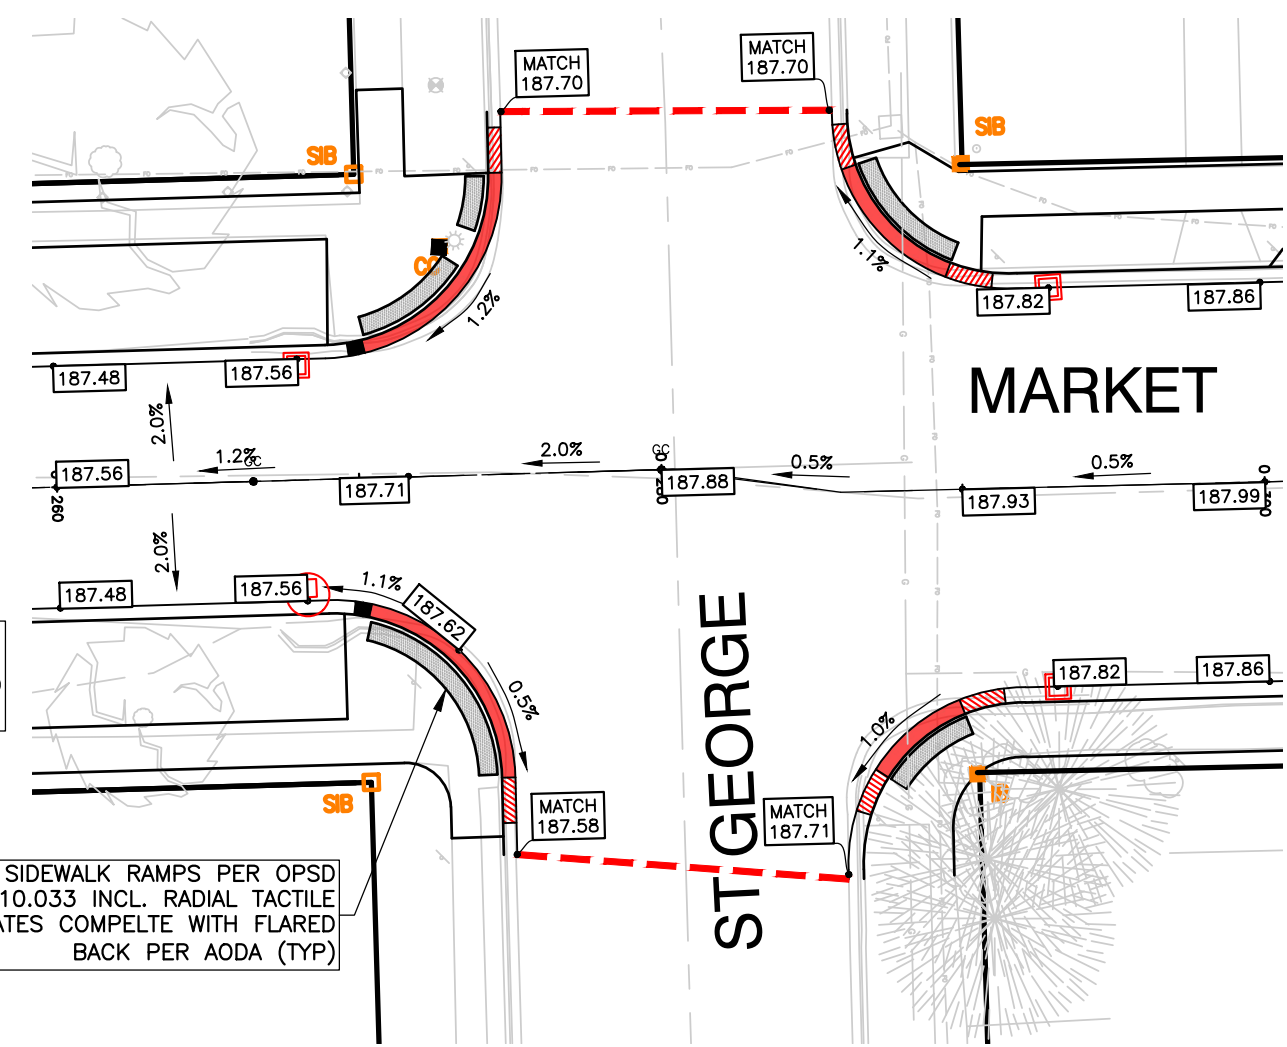 MATCH
187.70
MATCH
187.70
SIB
SIB
CC
1.2%
1.1%
187.82
187.86
187.48
187.56
MARKET
2.0%
1.2%
GC
2.0%
GC
0.5%
0.5%
187.56
187.71
187.88
187.93
187.99
260
2.0%
187.48
187.56
1.1%
187.62
0.5%
ST GEORGE
187.82
187.86
1.0%
SIB
MATCH
187.58
MATCH
187.71
SIDEWALK RAMPS PER OPSD
10.033 INCL. RADIAL TACTILE
ATES COMPELTE WITH FLARED
BACK PER AODA (TYP)